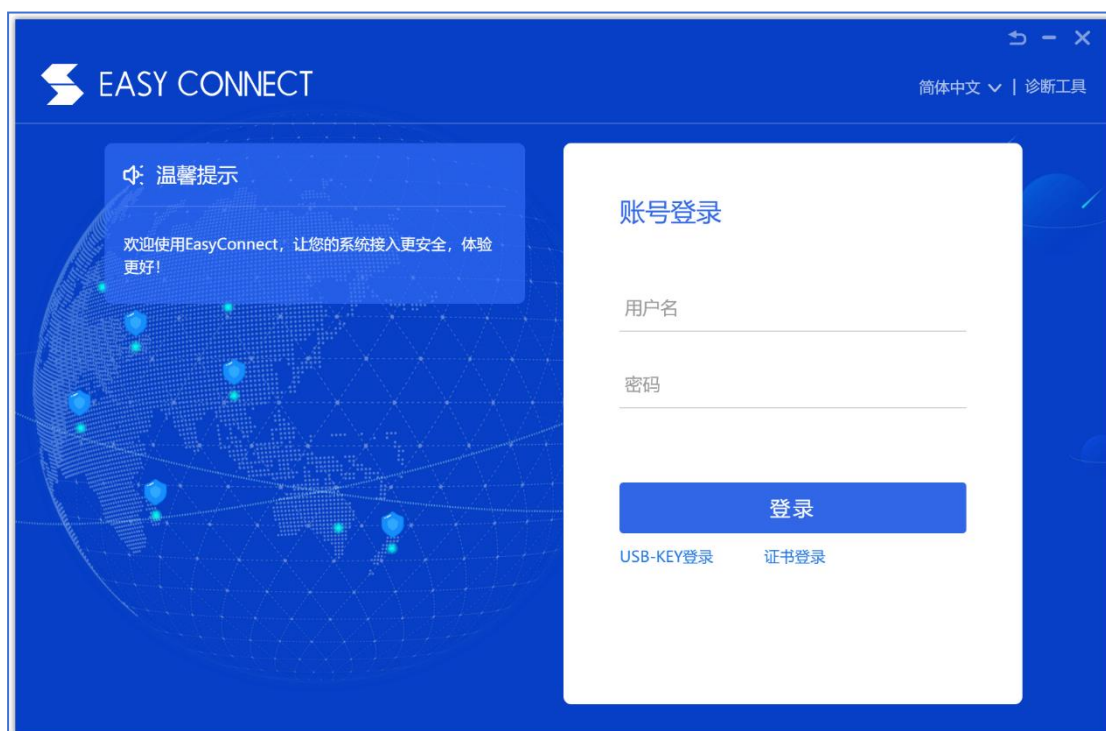 EASY CONNECT
简体中文 | 诊断工具
温馨提示
欢迎使用EasyConnect，让您的系统接入更安全，体验
更好！
账号登录
用户名
密码
登录
USB-KEY登录 证书登录